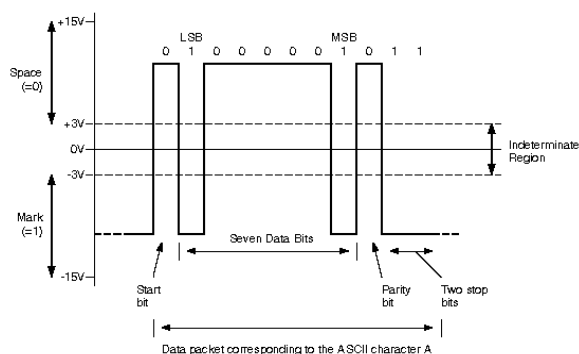 +15V
LSB MSB
0 1 0 0 0 0 0 1 0 1 1
Space
(=0)
+3V
0V
-3V
Indeterminate
Region
Mark
(=1)
Seven Data Bits
-15V
Start
bit
Parity
bit
Two stop
bits
Data packet corresponding to the ASCII character A